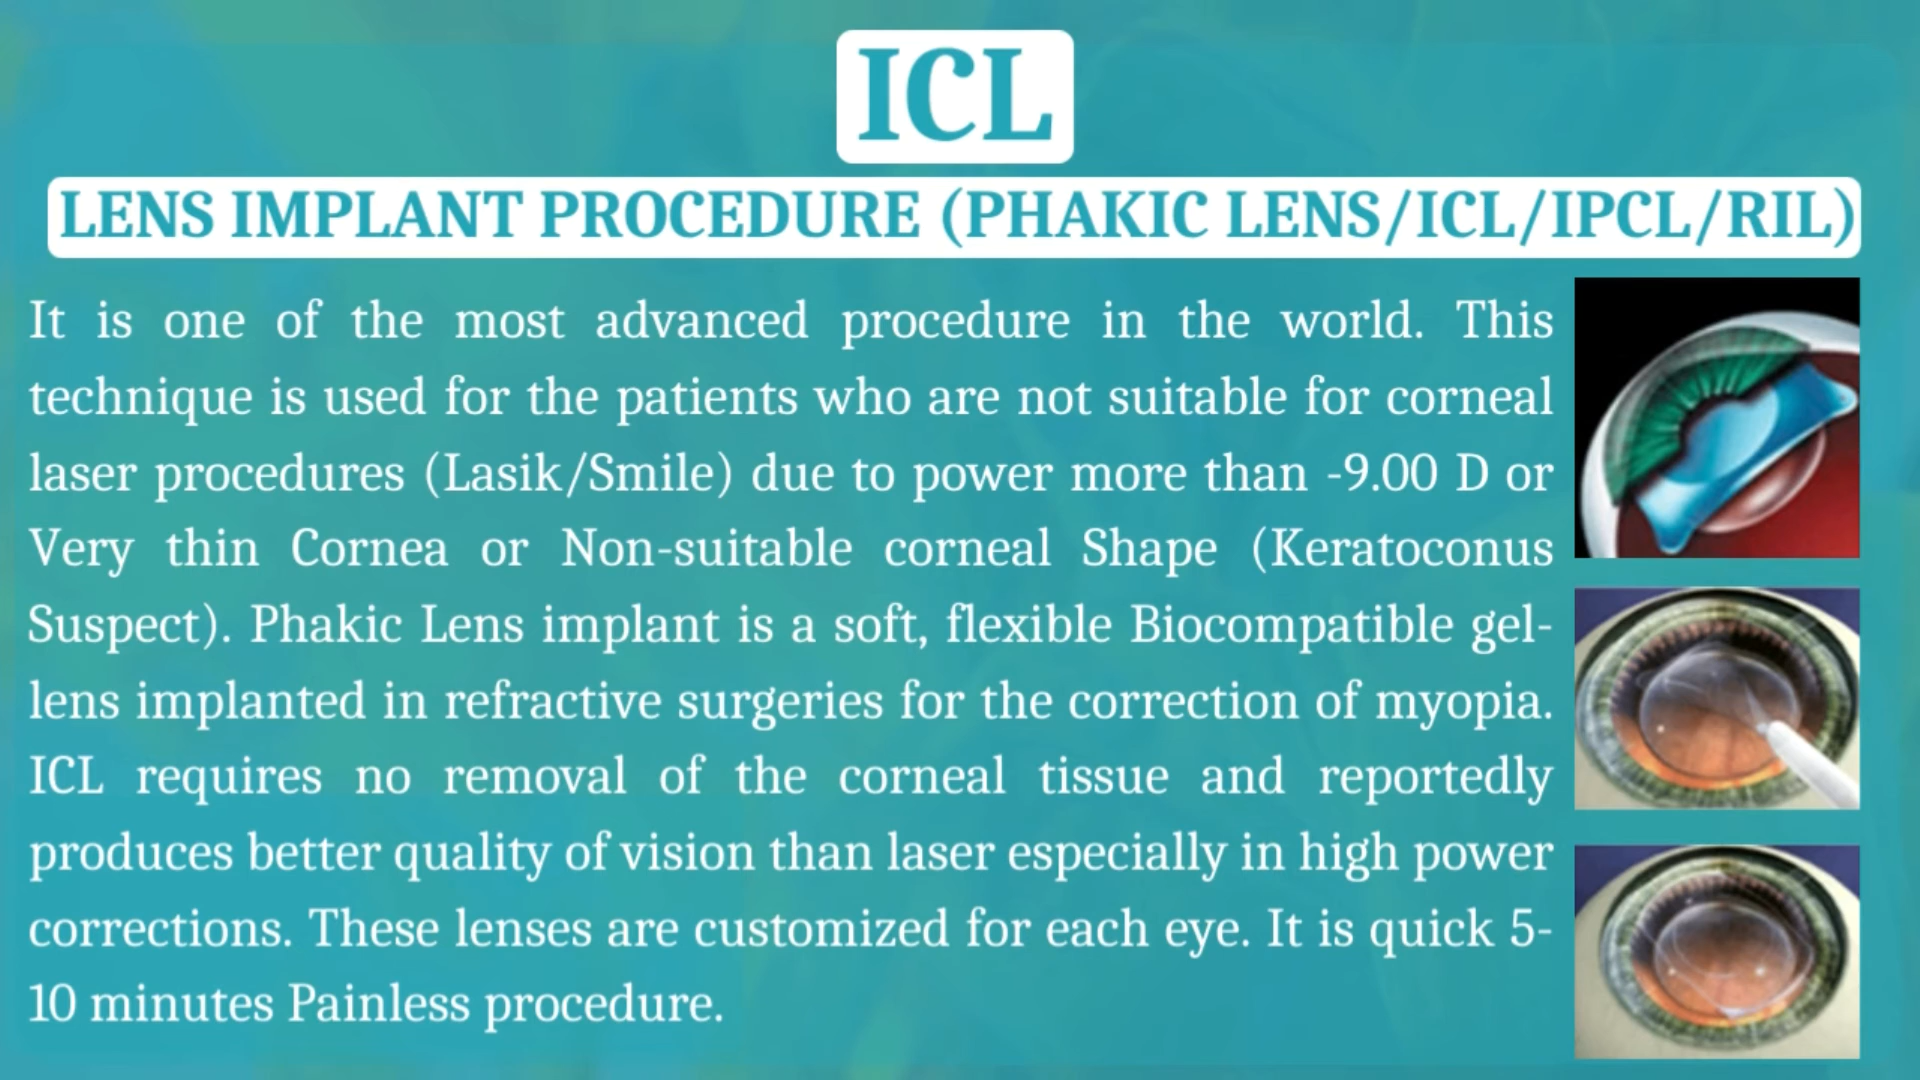 ICL
LENS IMPLANT PROCEDURE (PHAKIC LENS/ICL/IPCL/RIL)
It is one of the most advanced procedure in the world. This
technique is used for the patients who are not suitable for corneal
laser procedures (Lasik/Smile) due to power more than -9.00 D or
Very thin Cornea or Non-suitable corneal Shape (Keratoconus
Suspect). Phakic Lens implant is a soft, flexible Biocompatible gel-
lens implanted in refractive surgeries for the correction of myopia.
ICL requires no removal of the corneal tissue and reportedly
produces better quality of vision than laser especially in high power
corrections. These lenses are customized for each eye. It is quick 5-
10 minutes Painless procedure.